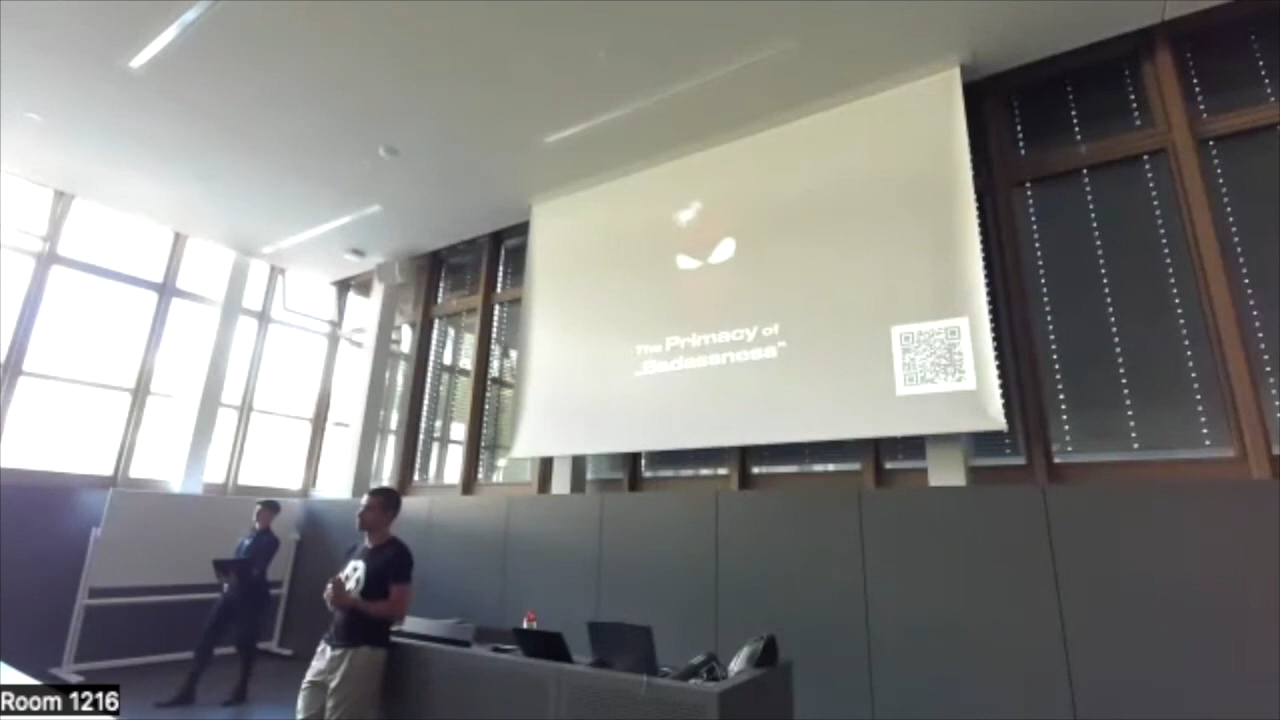 The Primacy of
„Badassness"
Room 1216